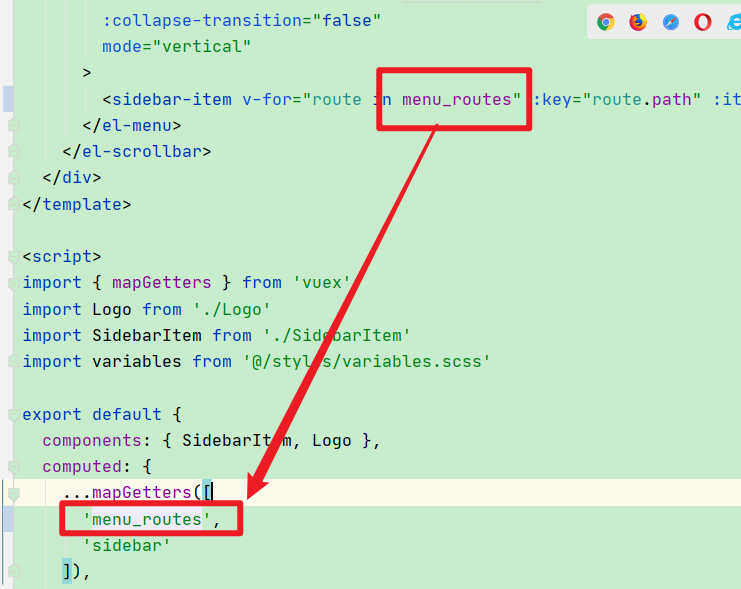 :collapse-transition="false"
mode="vertical"
>
<sidebar-item v-for="route in menu_routes" :key="route.path" :it
</el-menu>
</el-scrollbar>
</div>
</template>
<script>
import { mapGetters } from 'vuex'
import Logo from './Logo'
import SidebarItem from './SidebarItem'
import variables from '@/styles/variables.scss'
export default {
components: { SidebarItem, Logo },
computed: {
...mapGetters([
'menu_routes',
'sidebar'
]),